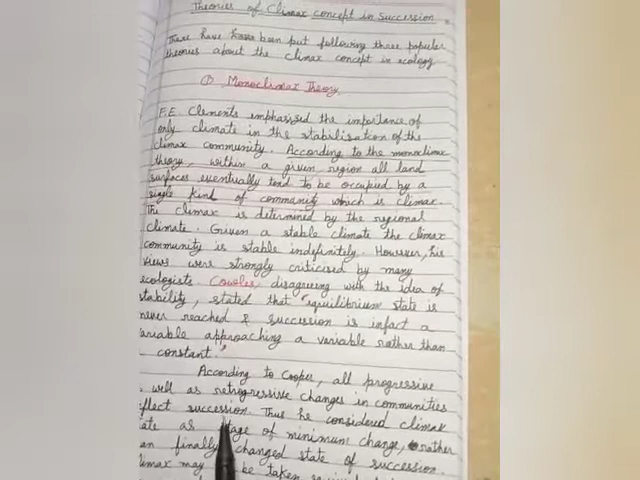 Theories of Climax concept in Succession.
There have been put following three popular
theories about the climax concept in ecology
① Monoclimax Theory
F.E. Clements emphasized the importance of
only climate in the stabilisation of the
climax community. According to the monoclimax
theory, within a given region all land
surfaces eventually tend to be occupied by a
single kind of community which is climax.
The climax is determined by the regional
climate. Given a stable climate the climax
community is stable indefinitely. However, his
views were strongly criticised by many
ecologists Cowles disagreeing with the idea of
stability, stated that "equilibrium state is
never reached & succession is infact a
variable approaching a variable rather than
constant."
According to Cooper, all progressive
well as retrogressive changes in communities
reflect succession. Thus he considered climax
as stage of minimum change, rather
finally changed state of succession.
climax may be taken